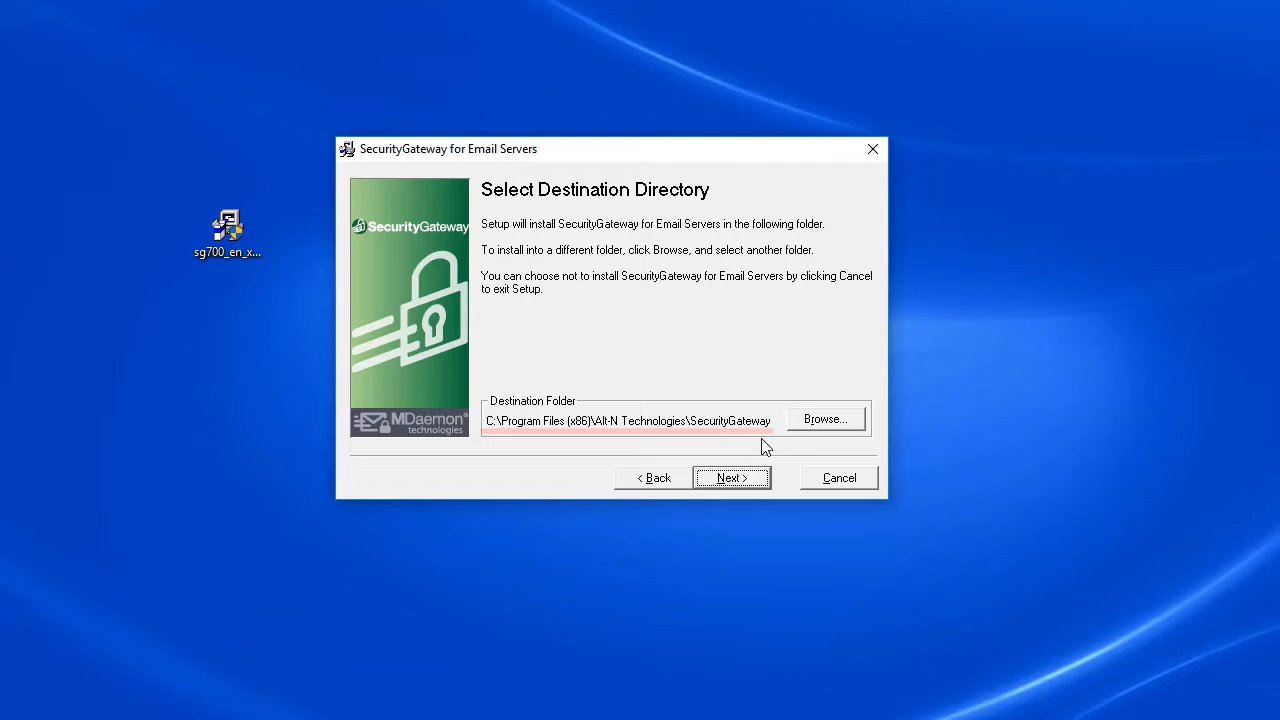 SecurityGateway for Email Servers
SecurityGateway
MDaemon®
technologies
Select Destination Directory
Setup will install SecurityGateway for Email Servers in the following folder.
To install into a different folder, click Browse, and select another folder.
You can choose not to install SecurityGateway for Email Servers by clicking Cancel
to exit Setup.
Destination Folder
C:\Program Files (x86)\Alt-N Technologies\SecurityGateway
Browse...
< Back
Next >
Cancel
sg700_en_x...